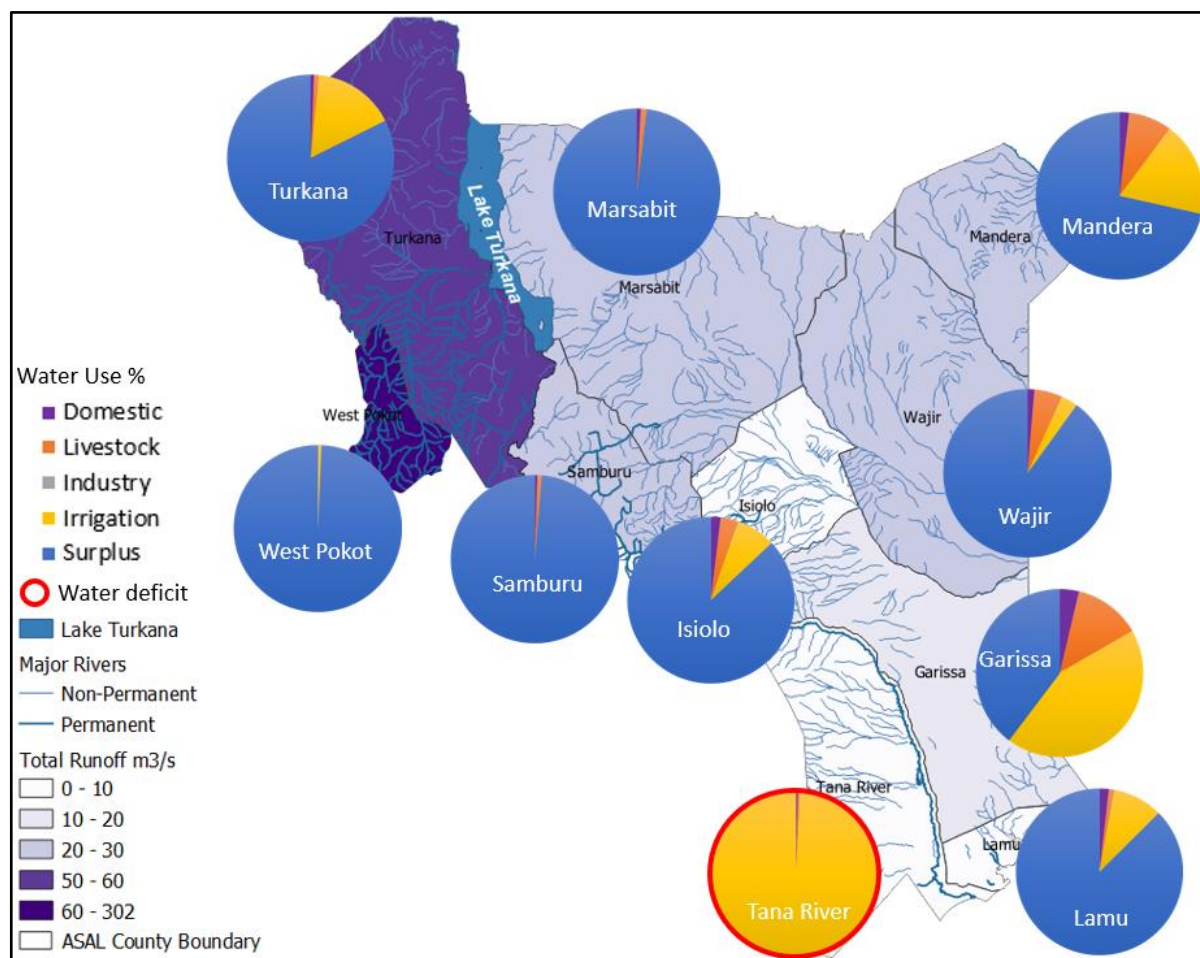 Turkana
Marsabit
Mandera
Lake Turkana
Turkana
Mandera
Marsabit
Water Use %
Domestic
Livestock
Industry
Irrigation
Surplus
Water deficit
Lake Turkana
Major Rivers
Non-Permanent
Permanent
Total Runoff m3/s
0 - 10
10 - 20
20 - 30
50 - 60
60 - 302
ASAL County Boundary
West Pokot
Wajir
Samburu
Isiolo
West Pokot
Samburu
Isiolo
Wajir
Garissa
Garissa
Tana River
Lamu
Tana River
Lamu